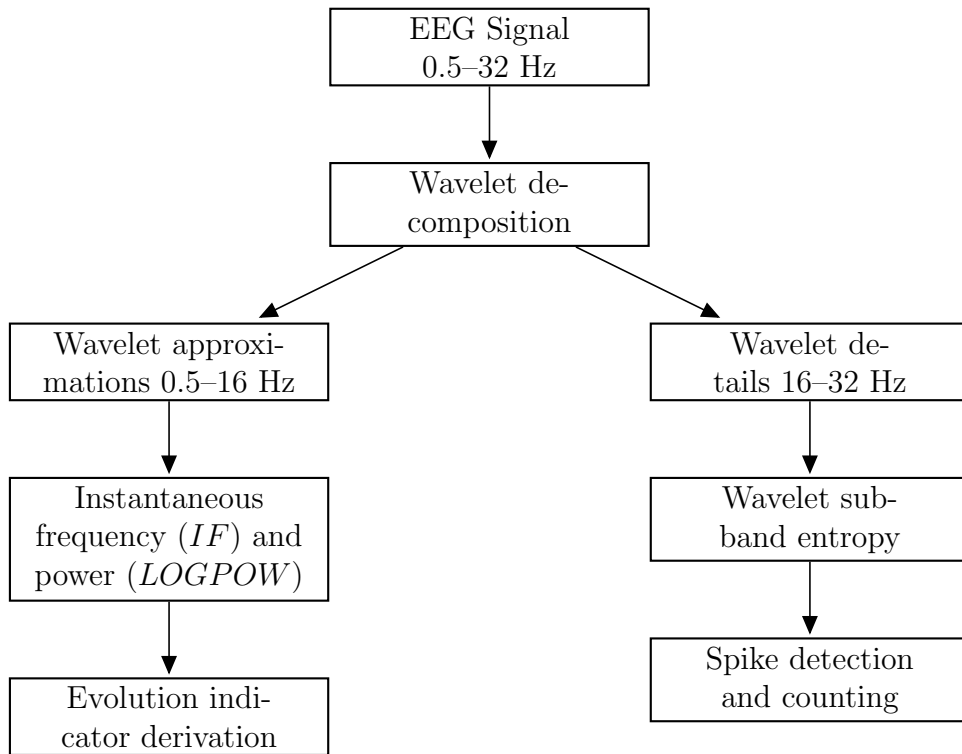 EEG Signal
0.5–32 Hz
Wavelet de-
composition
Wavelet approxi-
mations 0.5–16 Hz
Wavelet de-
tails 16–32 Hz
Instantaneous
frequency (IF) and
power (LOGPOW)
Wavelet sub-
band entropy
Evolution indi-
cator derivation
Spike detection
and counting